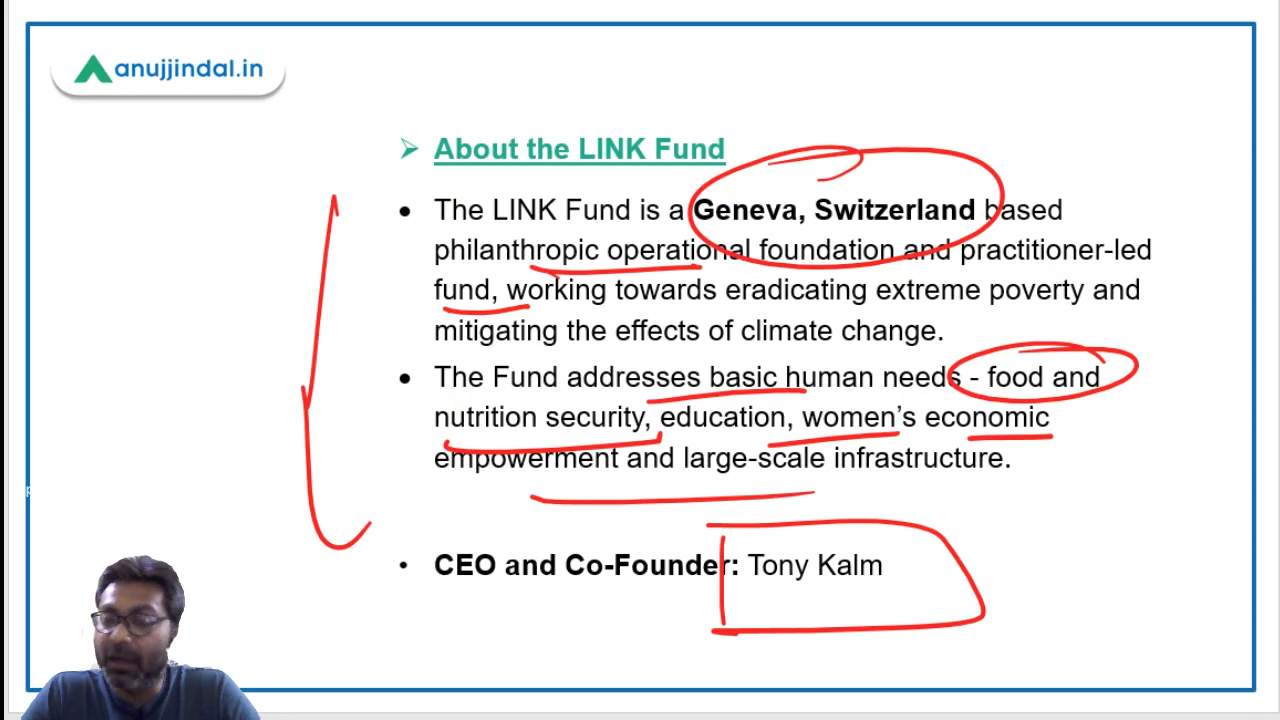 anujjindal.in
➢ About the LINK Fund
• The LINK Fund is a Geneva, Switzerland based
philanthropic operational foundation and practitioner-led
fund, working towards eradicating extreme poverty and
mitigating the effects of climate change.
• The Fund addresses basic human needs - food and
nutrition security, education, women’s economic
empowerment and large-scale infrastructure.
• CEO and Co-Founder: Tony Kalm